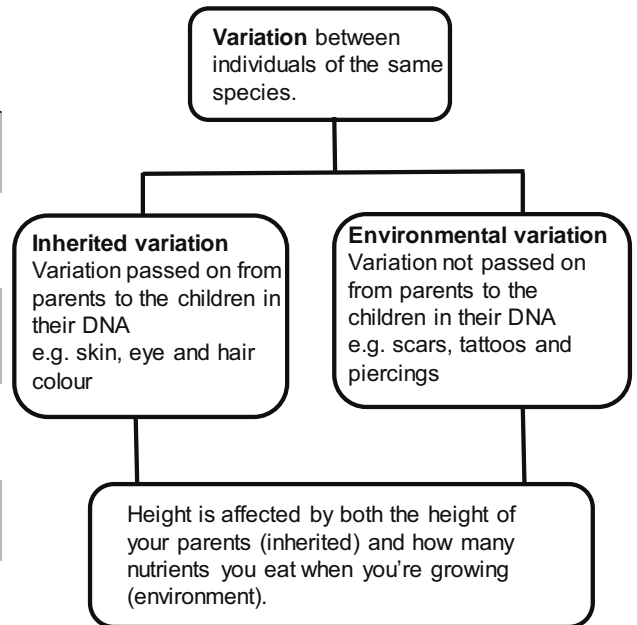 Variation between
individuals of the same
species.
Inherited variation
Variation passed on from
parents to the children in
their DNA
e.g. skin, eye and hair
colour
Environmental variation
Variation not passed on
from parents to the
children in their DNA
e.g. scars, tattoos and
piercings
Height is affected by both the height of
your parents (inherited) and how many
nutrients you eat when you're growing
(environment).